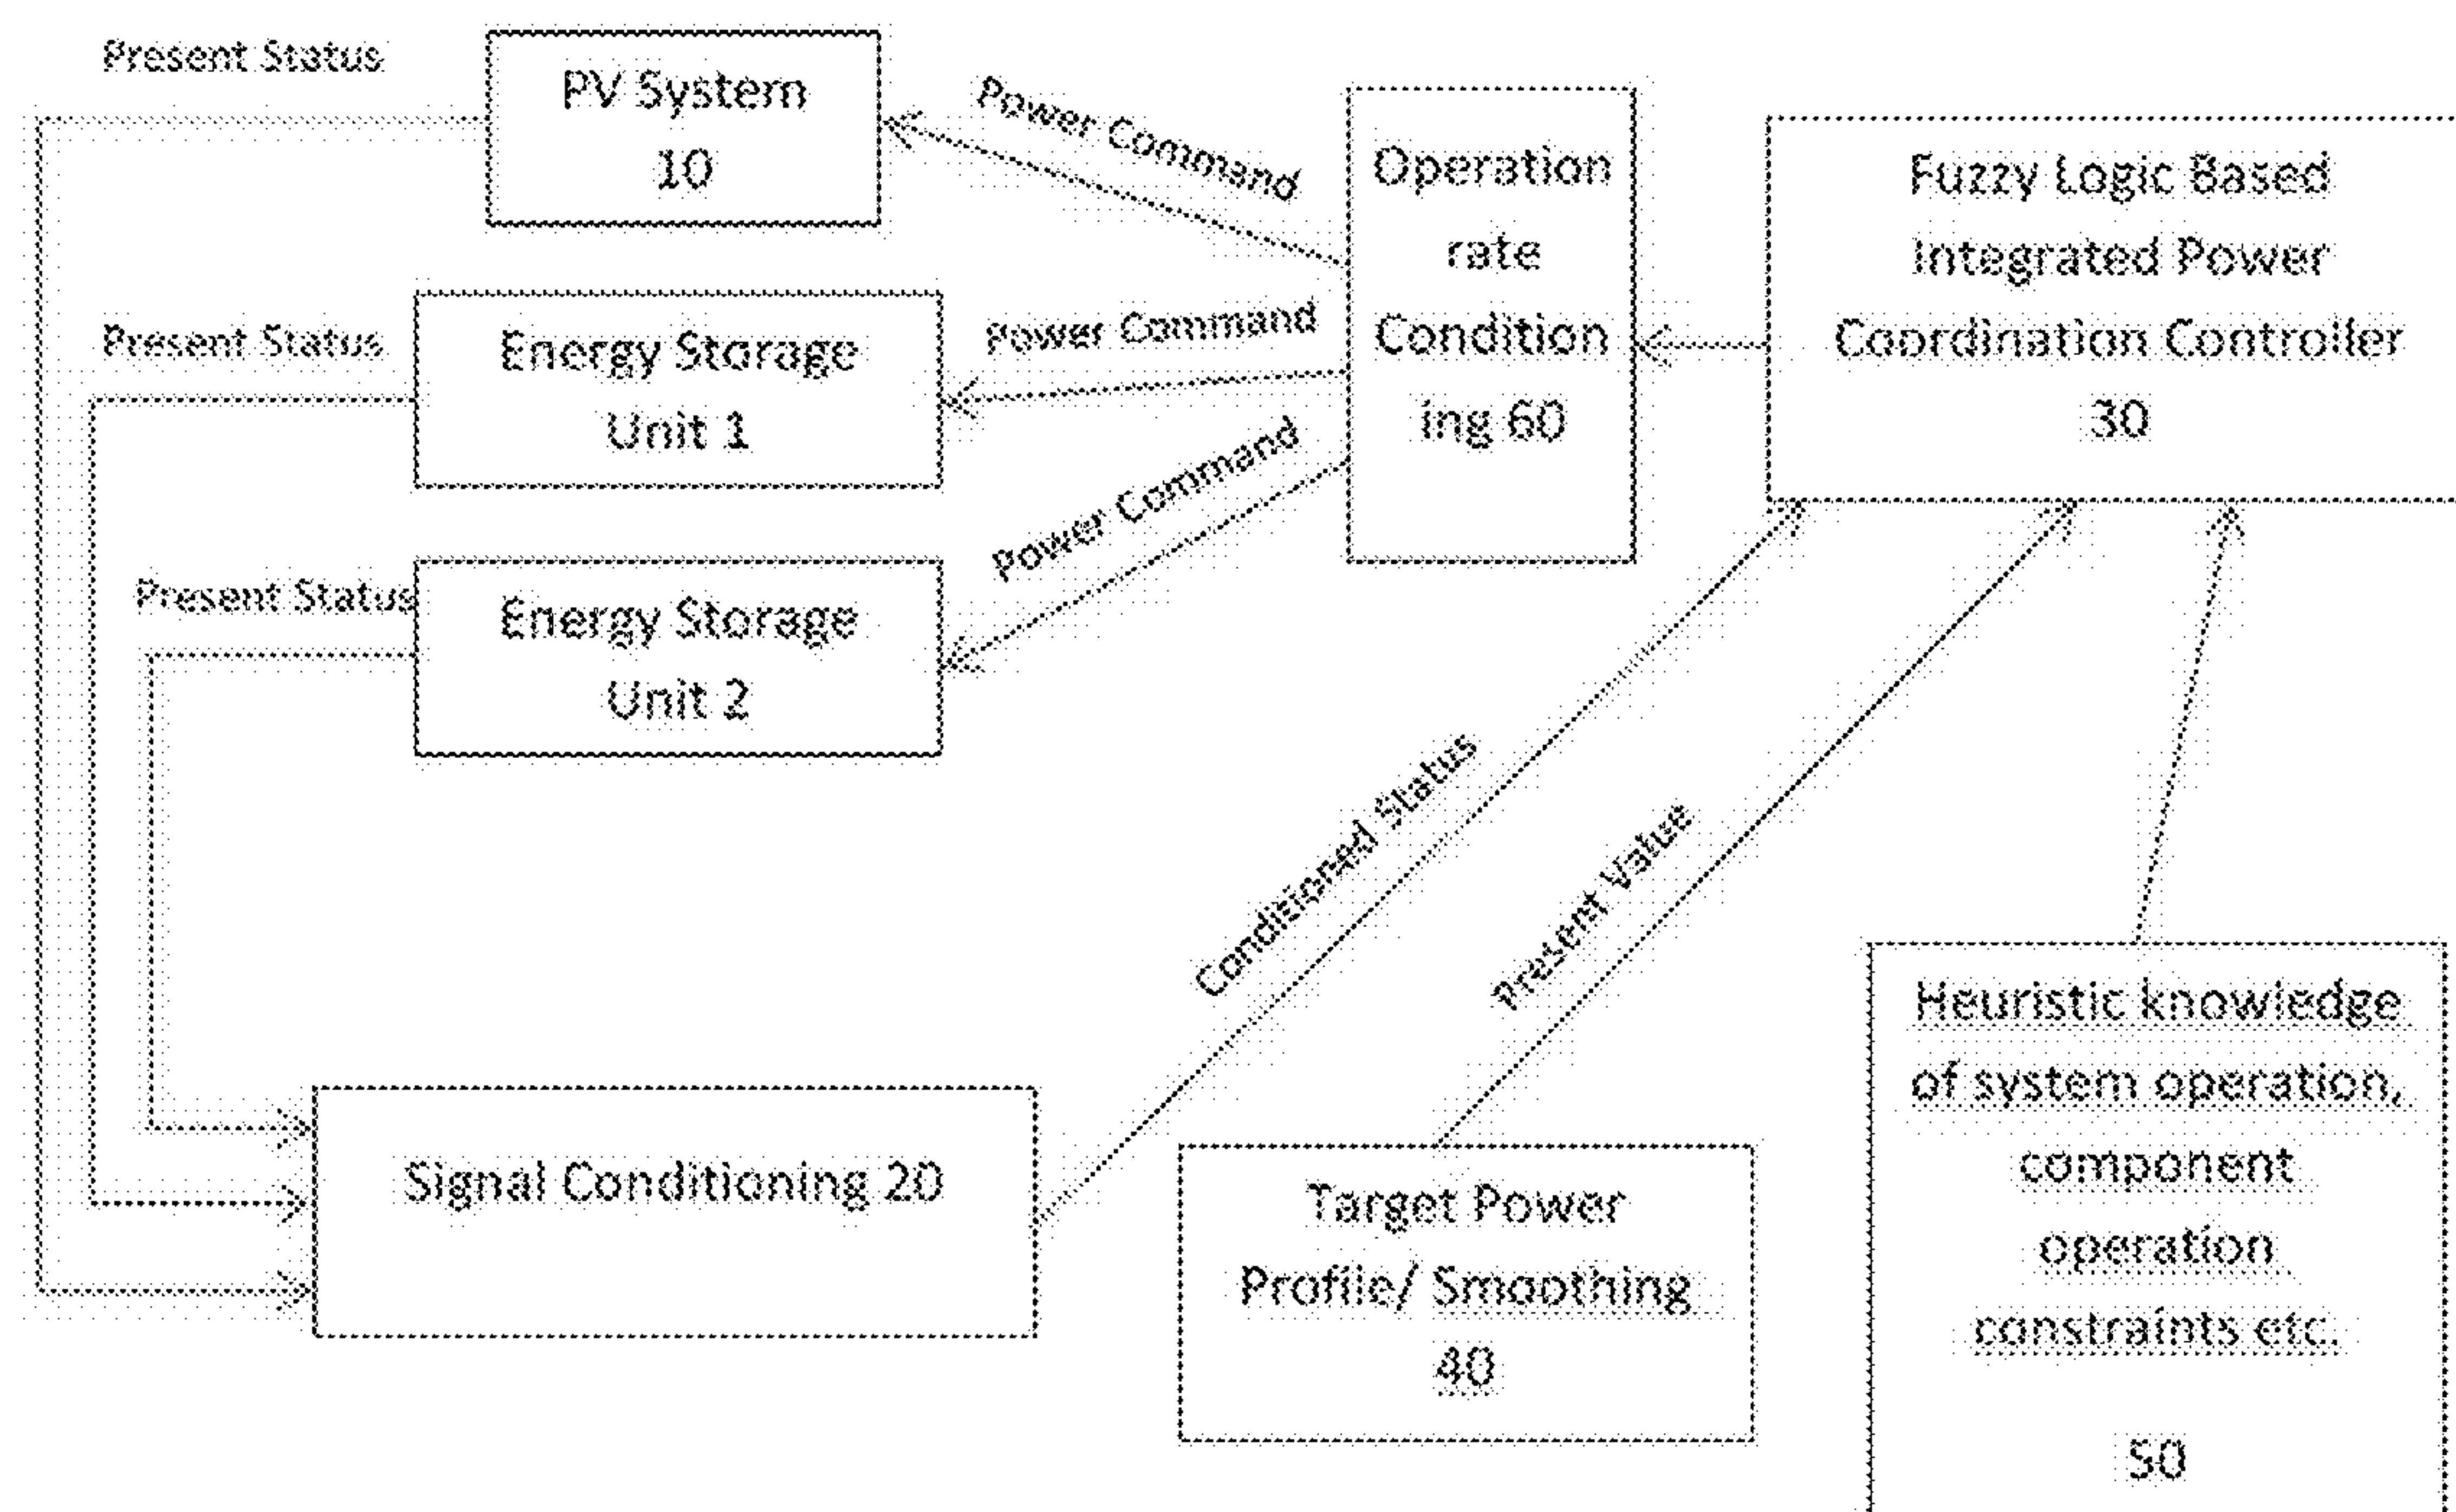 Present Status
PV System
10
Power Command
Operation
rate
Condition
ing 60
Fuzzy Logic Based
Integrated Power
Coordination Controller
30
Present Status
Energy Storage
Unit 1
Power Command
Present Status
Energy Storage
Unit 2
Power Command
Conditioned Status
Present Value
Signal Conditioning 20
Target Power
Profile/ Smoothing
40
Heuristic knowledge
of system operation,
component
operation
constraints etc.
50